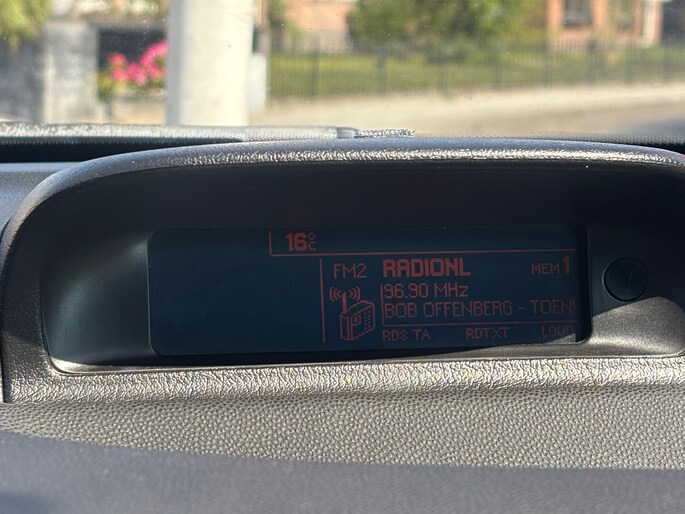 16°C
FM2 RADIONL MEM 1
96.90 MHz
BOB OFFENBERG - TOEN
RDS TA RDTXT LOUD